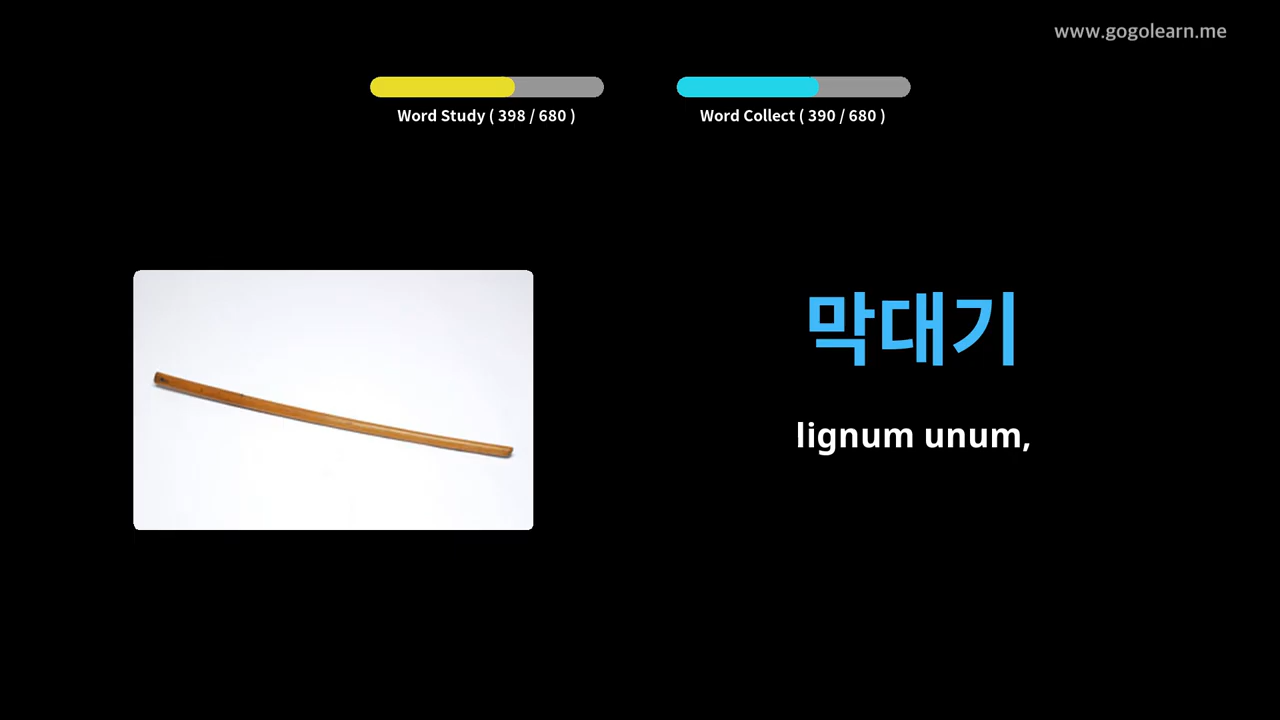 www.gogolearn.me
Word Study ( 398 / 680 )
Word Collect ( 390 / 680 )
막대기
lignum unum,